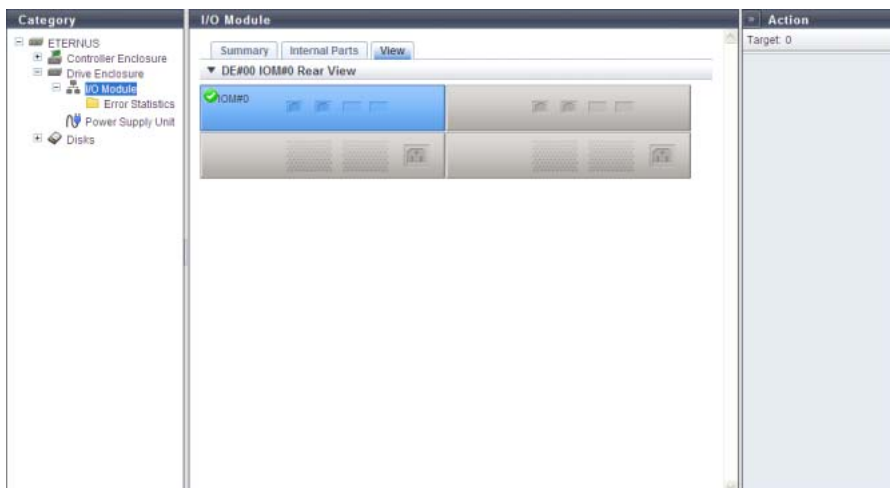 Category
I/O Module
Action
ETERNUS
Controller Enclosure
Drive Enclosure
I/O Module
Error Statistics
Power Supply Unit
Disks
Summary
Internal Parts
View
DE#00 IOM#0 Rear View
IOM#0
Target: 0